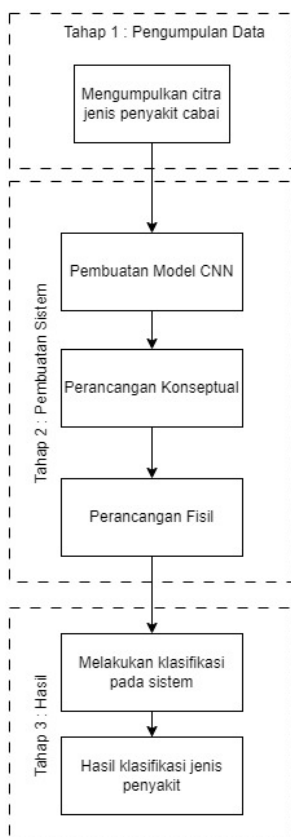 Tahap 1 : Pengumpulan Data
Mengumpulkan citra
jenis penyakit cabai
Tahap 2 : Pembuatan Sistem
Pembuatan Model CNN
Perancangan Konseptual
Perancangan Fisil
Tahap 3 : Hasil
Melakukan klasifikasi
pada sistem
Hasil klasifikasi jenis
penyakit